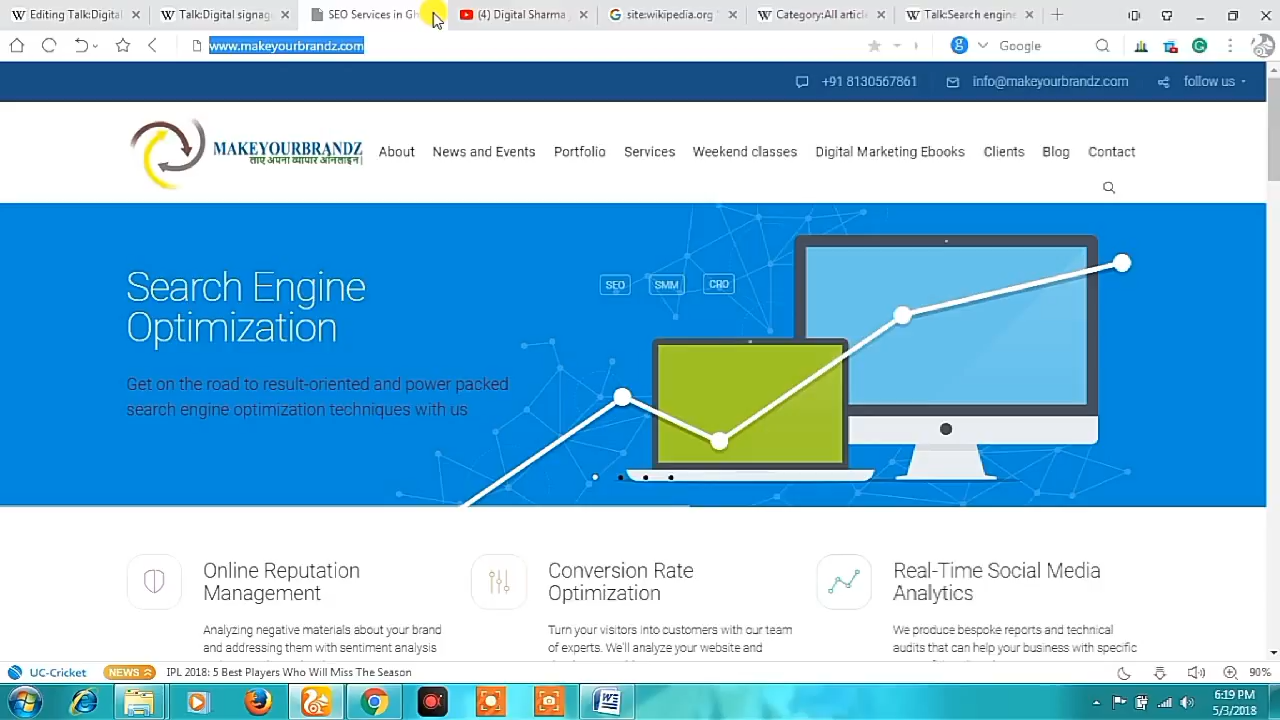 Editing Talk:Digital
Talk:Digital signag
SEO Services in Gh
(4) Digital Sharma
site:wikipedia.org "
Category:All articl
Talk:Search engine
www.makeyourbrandz.com
Google
+91 8130567861
info@makeyourbrandz.com
follow us
MAKEYOURBRANDZ
लाए अपना व्यापार ऑनलाइन
About
News and Events
Portfolio
Services
Weekend classes
Digital Marketing Ebooks
Clients
Blog
Contact
Search Engine
Optimization
SEO
SMM
CRO
Get on the road to result-oriented and power packed
search engine optimization techniques with us
Online Reputation
Management
Analyzing negative materials about your brand
and addressing them with sentiment analysis
Conversion Rate
Optimization
Turn your visitors into customers with our team
of experts. We'll analyze your website and
Real-Time Social Media
Analytics
We produce bespoke reports and technical
audits that can help your business with specific
UC-Cricket
NEWS
IPL 2018: 5 Best Players Who Will Miss The Season
90%
6:19 PM
5/3/2018